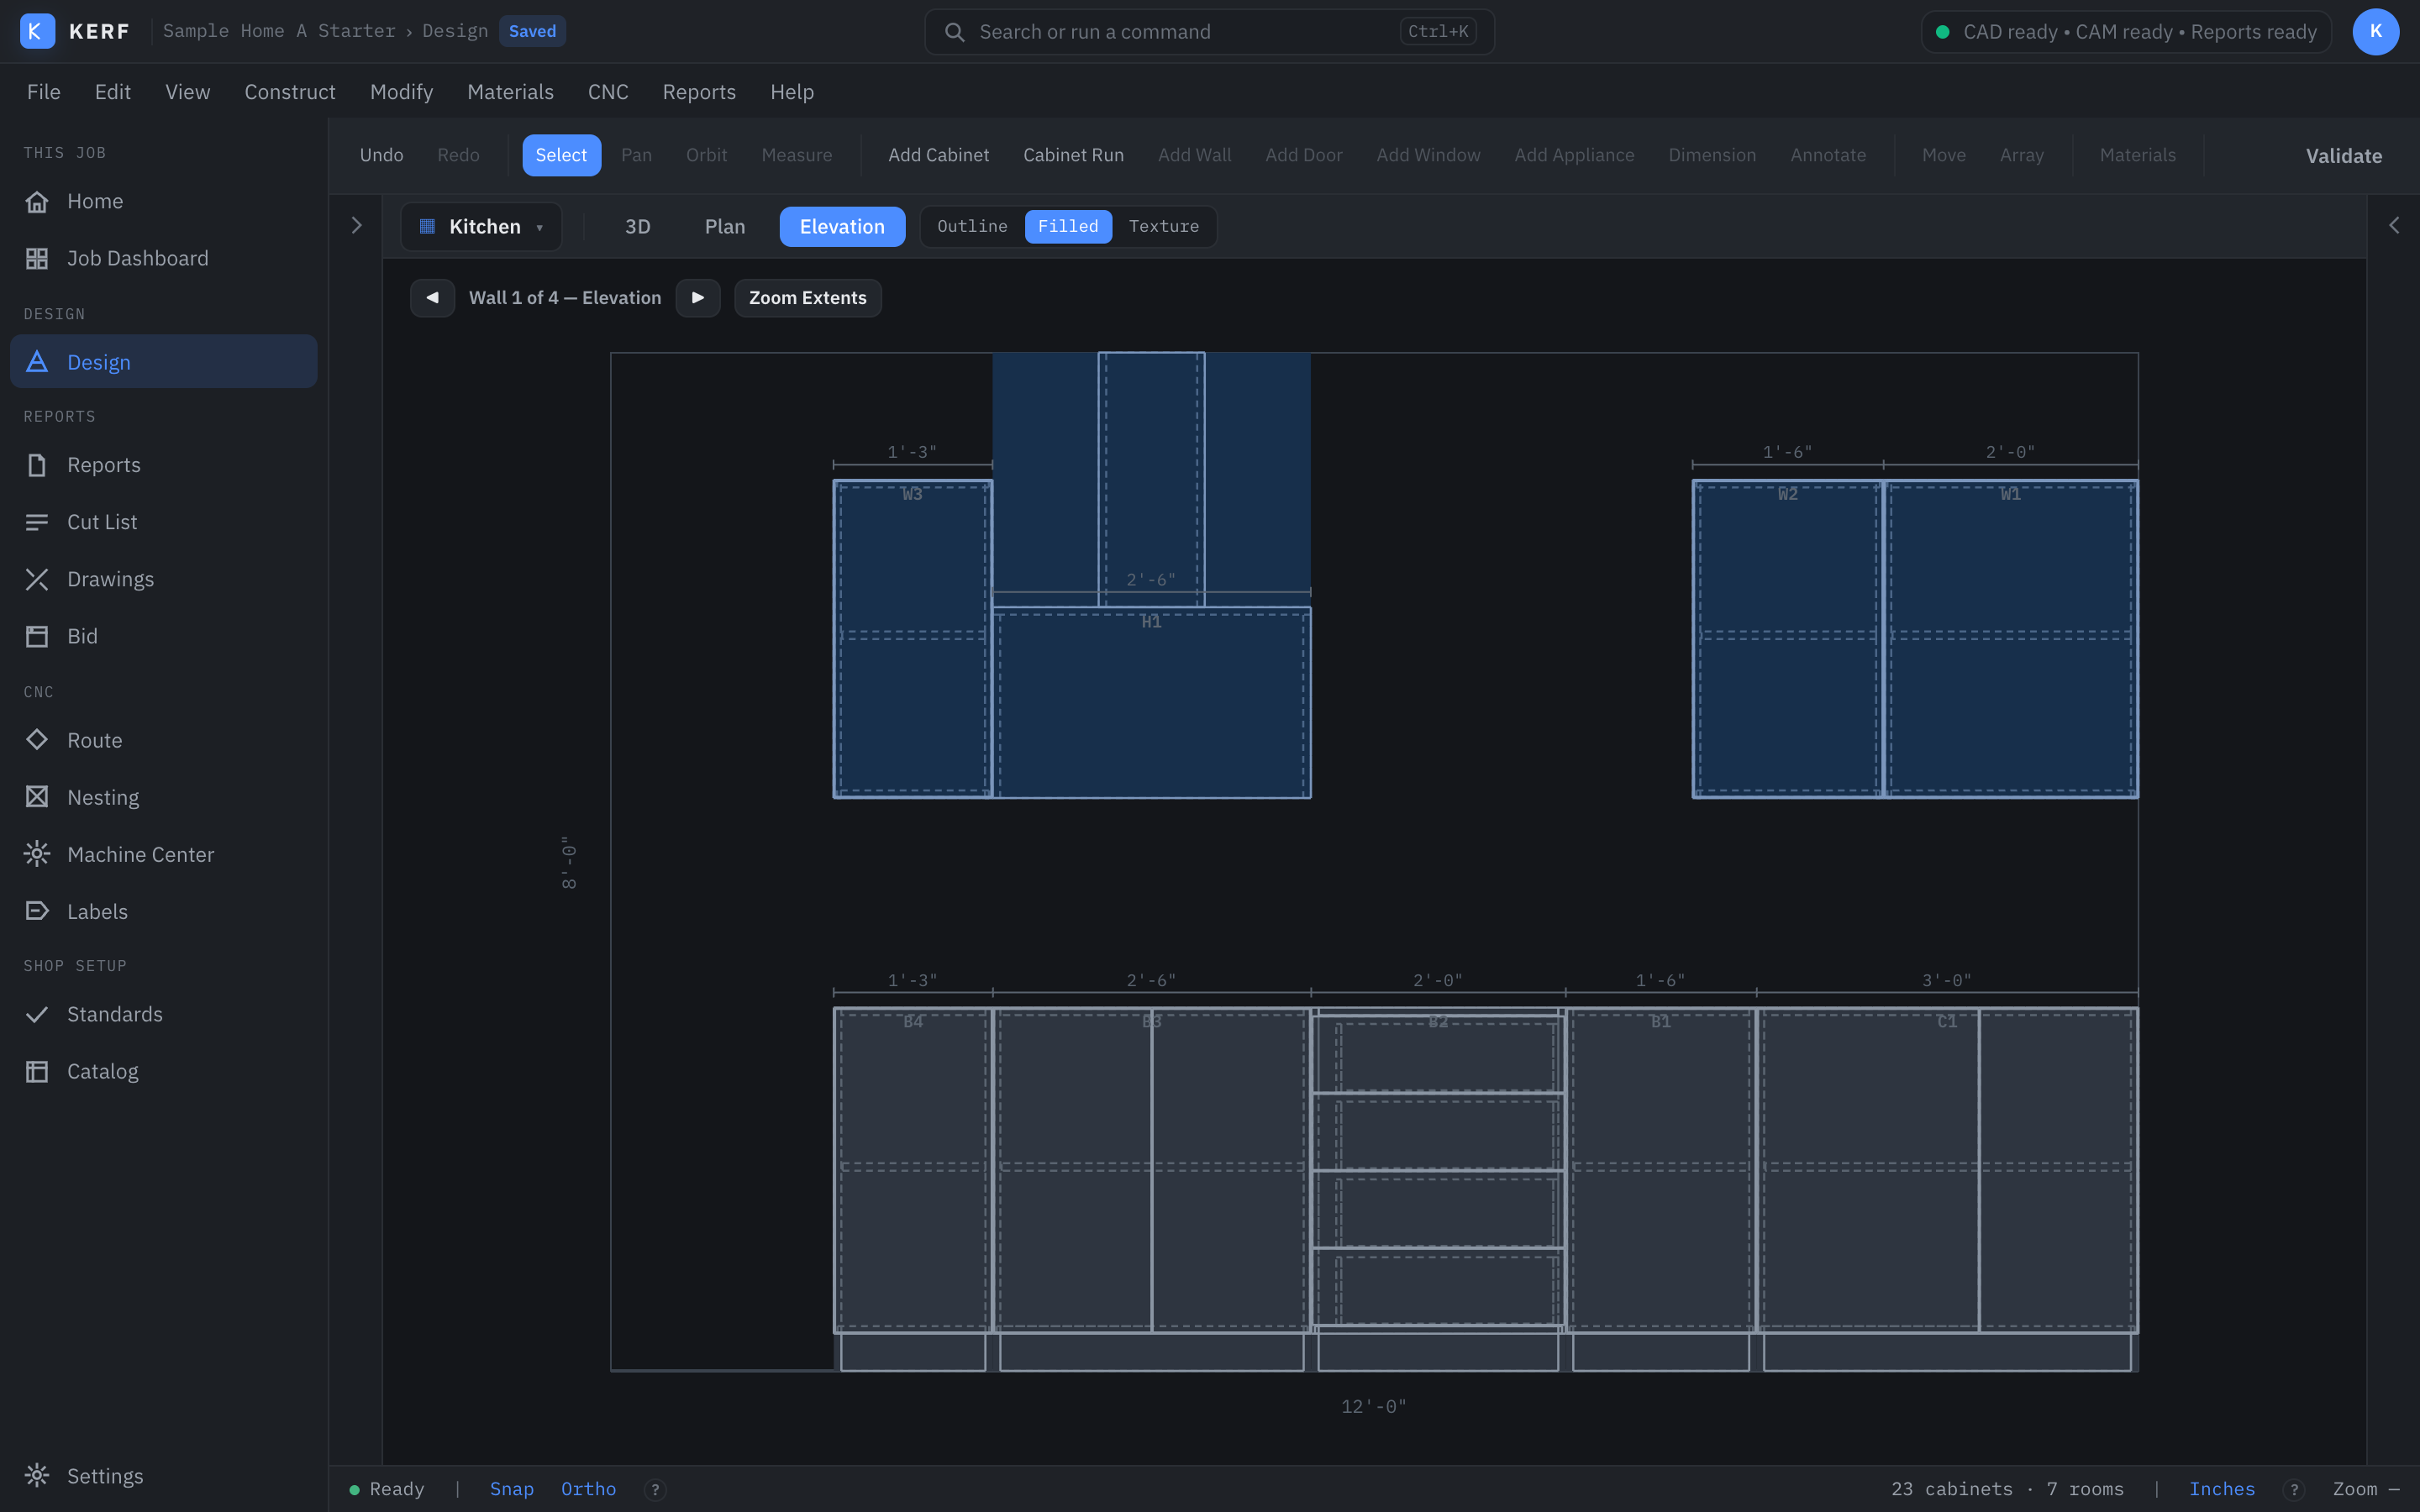 KERF
Sample Home A Starter › Design
Saved
Search or run a command
Ctrl+K
CAD ready • CAM ready • Reports ready
K
File Edit View Construct Modify Materials CNC Reports Help
THIS JOB
Home
Job Dashboard
DESIGN
Design
REPORTS
Reports
Cut List
Drawings
Bid
CNC
Route
Nesting
Machine Center
Labels
SHOP SETUP
Standards
Catalog
Settings
Undo Redo Select Pan Orbit Measure Add Cabinet Cabinet Run Add Wall Add Door Add Window Add Appliance Dimension Annotate Move Array Materials Validate
Kitchen 3D Plan Elevation Outline Filled Texture
Wall 1 of 4 — Elevation
Zoom Extents
1'-3" 1'-6" 2'-0"
W3 W2 W1
2'-6"
H1
8'-0"
1'-3" 2'-6" 2'-0" 1'-6" 3'-0"
B4 B3 B2 B1 C1
12'-0"
Ready | Snap Ortho ?
23 cabinets · 7 rooms | Inches ? Zoom —